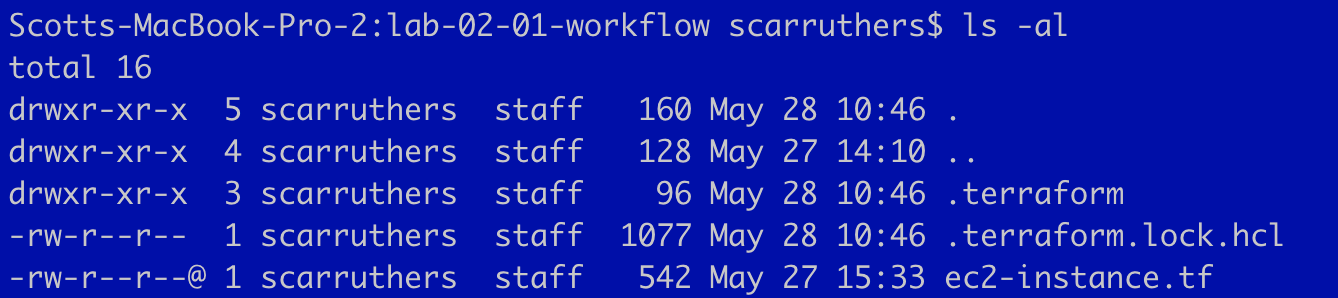 Scotts-MacBook-Pro-2:lab-02-01-workflow scarruthers$ ls -al
total 16
drwxr-xr-x  5 scarruthers  staff   160 May 28 10:46 .
drwxr-xr-x  4 scarruthers  staff   128 May 27 14:10 ..
drwxr-xr-x  3 scarruthers  staff    96 May 28 10:46 .terraform
-rw-r--r--  1 scarruthers  staff  1077 May 28 10:46 .terraform.lock.hcl
-rw-r--r--@ 1 scarruthers  staff   542 May 27 15:33 ec2-instance.tf